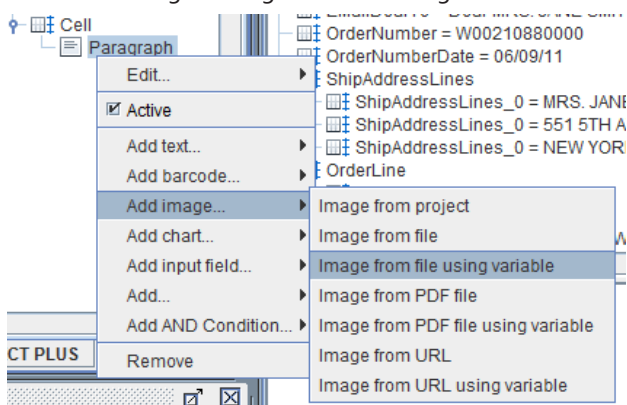 Cell
Paragraph
OrderNumber = W00210880000
OrderNumberDate = 06/09/11
ShipAddressLines
ShipAddressLines_0 = MRS. JANE
ShipAddressLines_0 = 551 5TH A
ShipAddressLines_0 = NEW YOR
OrderLine
Edit...
Active
Add text...
Add barcode...
Add image...
Add chart...
Add input field...
Add...
Add AND Condition...
Remove
Image from project
Image from file
Image from file using variable
Image from PDF file
Image from PDF file using variable
Image from URL
Image from URL using variable
CT PLUS